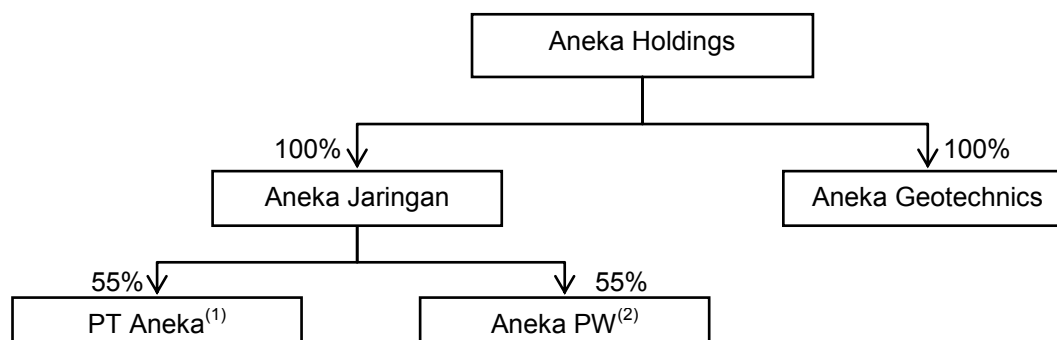 Aneka Holdings
100%
100%
Aneka Jaringan
Aneka Geotechnics
55%
55%
PT Aneka(1)
Aneka PW(2)